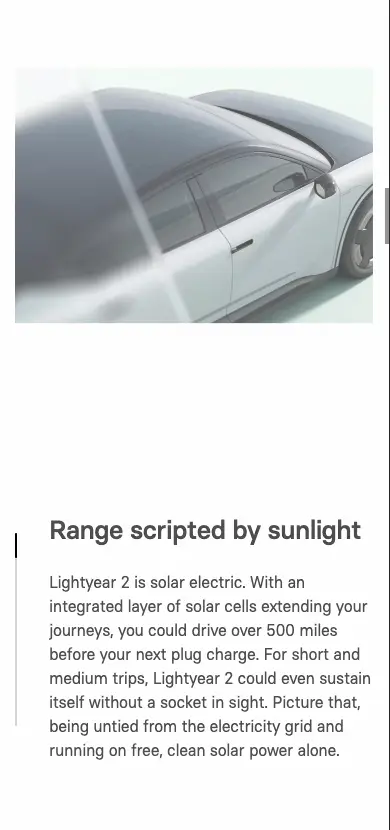 Range scripted by sunlight
Lightyear 2 is solar electric. With an
integrated layer of solar cells extending your
journeys, you could drive over 500 miles
before your next plug charge. For short and
medium trips, Lightyear 2 could even sustain
itself without a socket in sight. Picture that,
being untied from the electricity grid and
running on free, clean solar power alone.